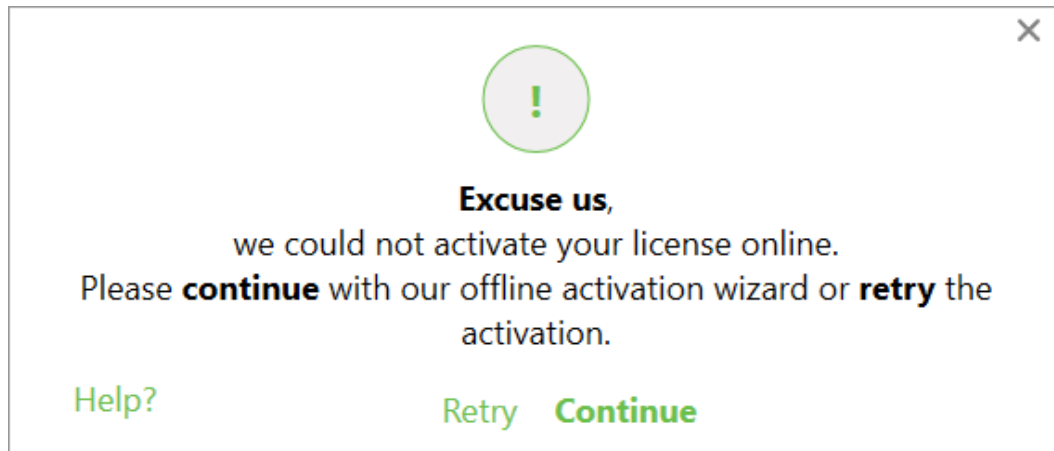 !
Excuse us,
we could not activate your license online.
Please continue with our offline activation wizard or retry the
activation.
Help?
Retry Continue